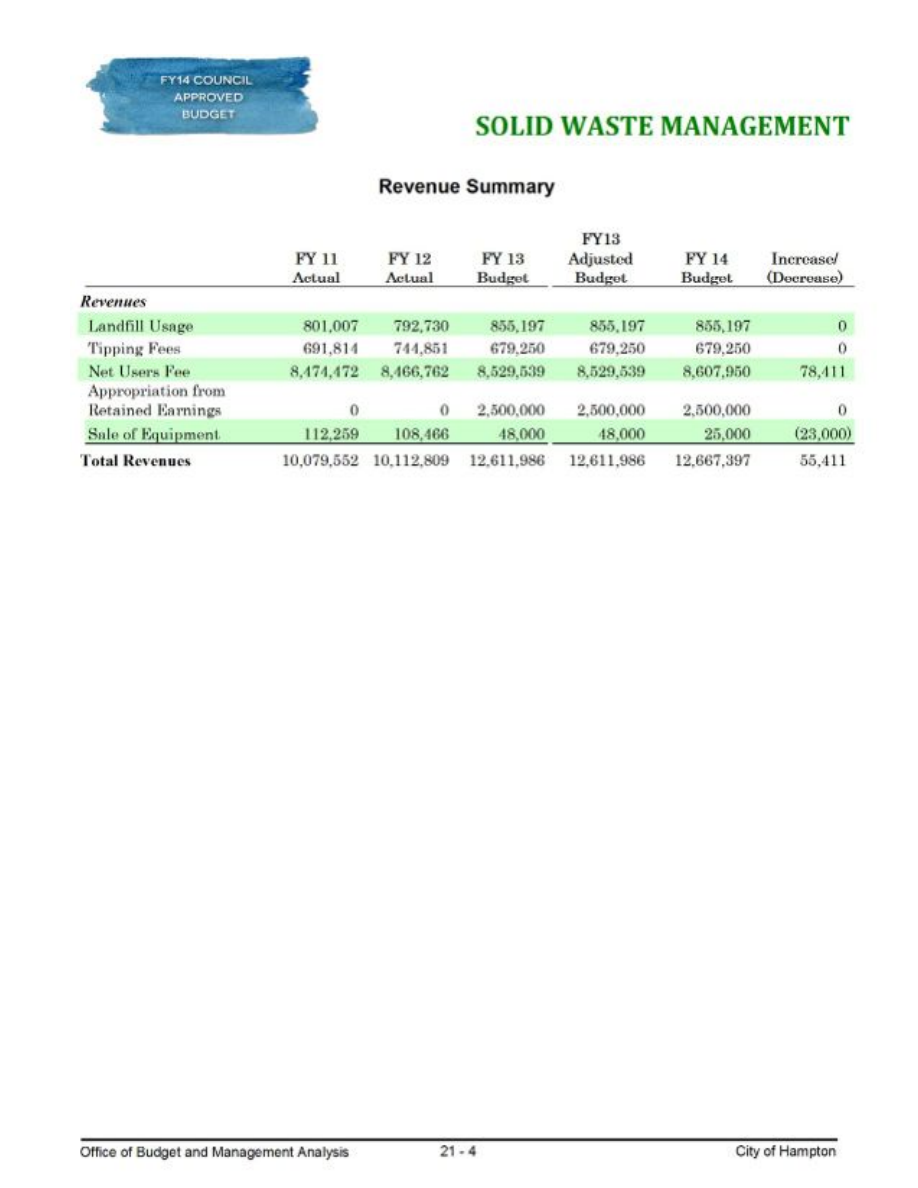 FY14 COUNCIL
APPROVED
BUDGET
SOLID WASTE MANAGEMENT
Revenue Summary
FY 11 Actual FY 12 Actual FY 13 Budget FY13 Adjusted Budget FY 14 Budget Increase/ (Decrease)
Revenues
Landfill Usage 801,007 792,730 855,197 855,197 855,197 0
Tipping Fees 691,814 744,851 679,250 679,250 679,250 0
Net Users Fee 8,474,472 8,466,762 8,529,539 8,529,539 8,607,950 78,411
Appropriation from
Retained Earnings 0 0 2,500,000 2,500,000 2,500,000 0
Sale of Equipment 112,259 108,466 48,000 48,000 25,000 (23,000)
Total Revenues 10,079,552 10,112,809 12,611,986 12,611,986 12,667,397 55,411
Office of Budget and Management Analysis 21 - 4 City of Hampton